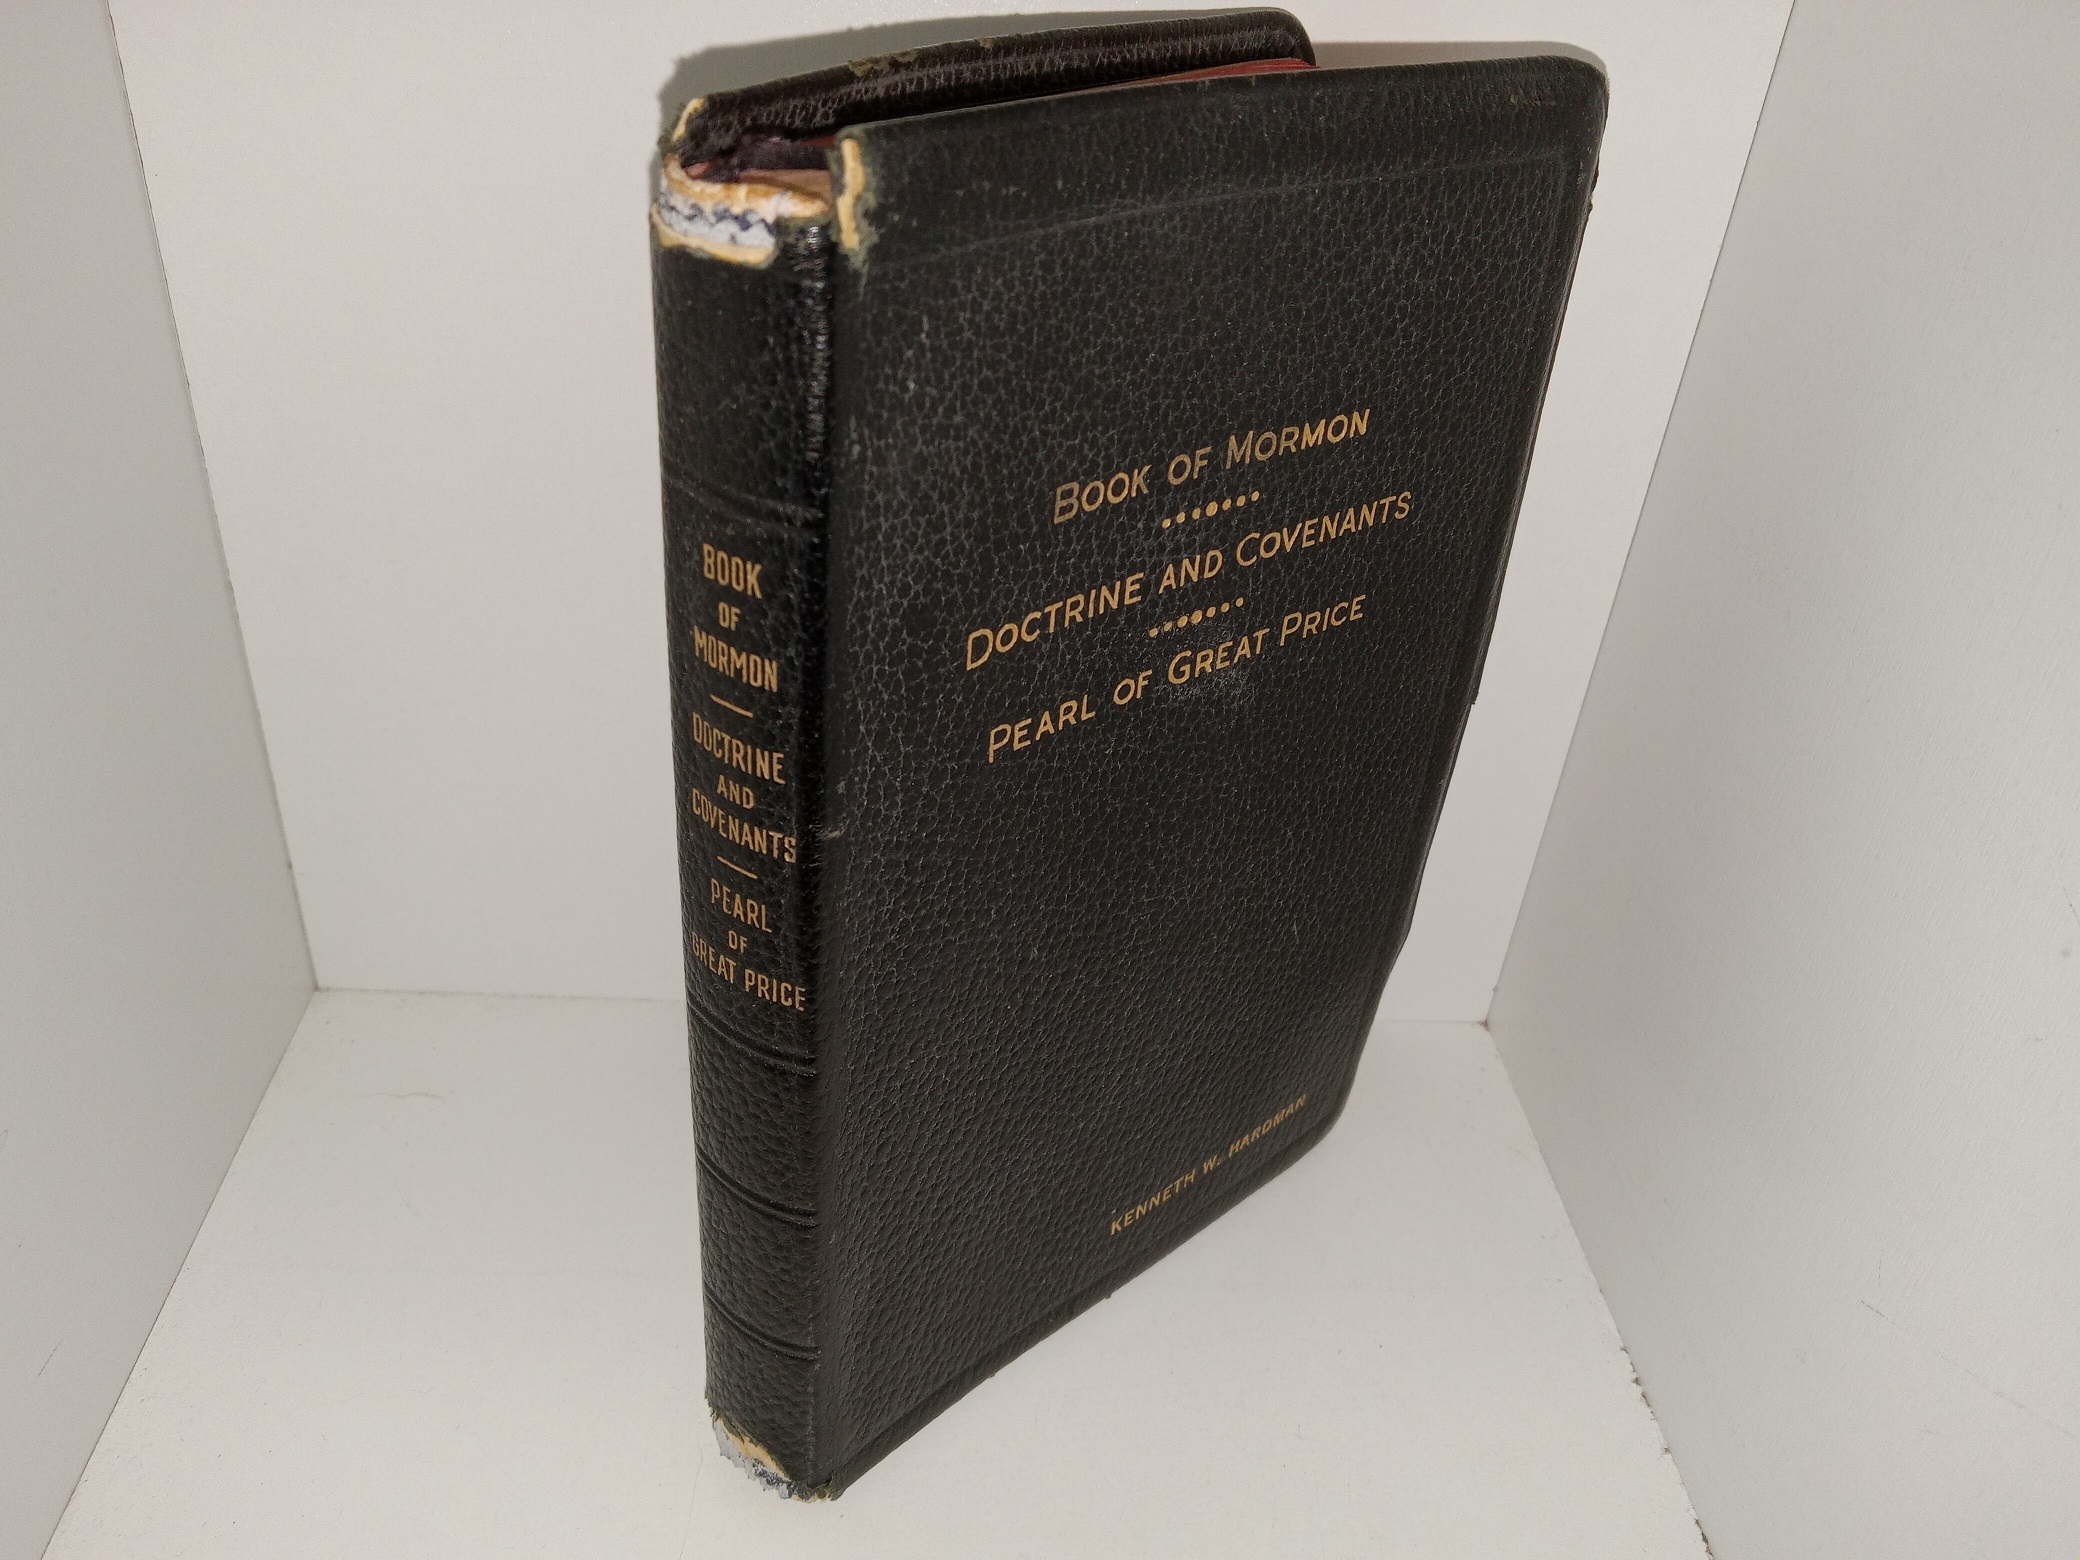 BOOK
OF
MORMON
DOCTRINE
AND
COVENANTS
PEARL
OF
GREAT PRICE
BOOK OF MORMON
DOCTRINE AND COVENANTS
PEARL OF GREAT PRICE
KENNETH W. HARDMAN